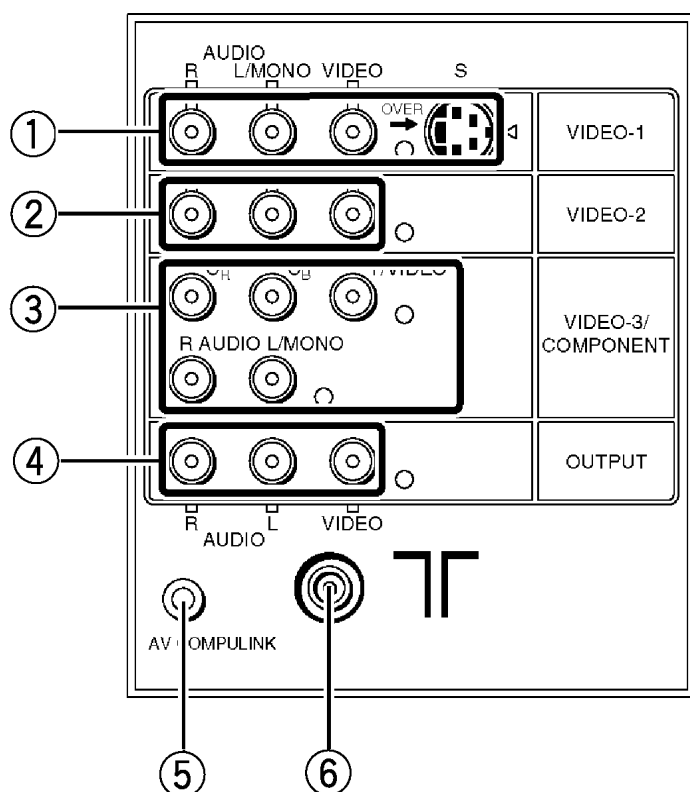 AUDIO
R L/MONO VIDEO S
OVER
1
VIDEO-1
2
VIDEO-2
3
VIDEO-3/
COMPONENT
R AUDIO L/MONO
4
OUTPUT
R L VIDEO
AUDIO
AV COMPULINK
5
6